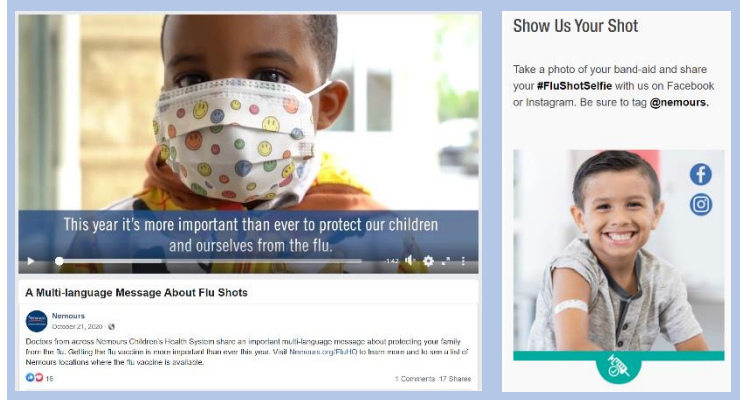 This year it's more important than ever to protect our children
and ourselves from the flu.
-1:42
A Multi-language Message About Flu Shots
Nemours
October 21, 2020
Doctors from across Nemours Children's Health System share an important multi-language message about protecting your family
from the flu. Getting the flu vaccine is more important than ever this year. Visit Nemours.org/FluHQ to learn more and to see a list of
Nemours locations where the flu vaccine is available.
16
1 Comments 17 Shares
Show Us Your Shot
Take a photo of your band-aid and share
your #FluShotSelfie with us on Facebook
or Instagram. Be sure to tag @nemours.